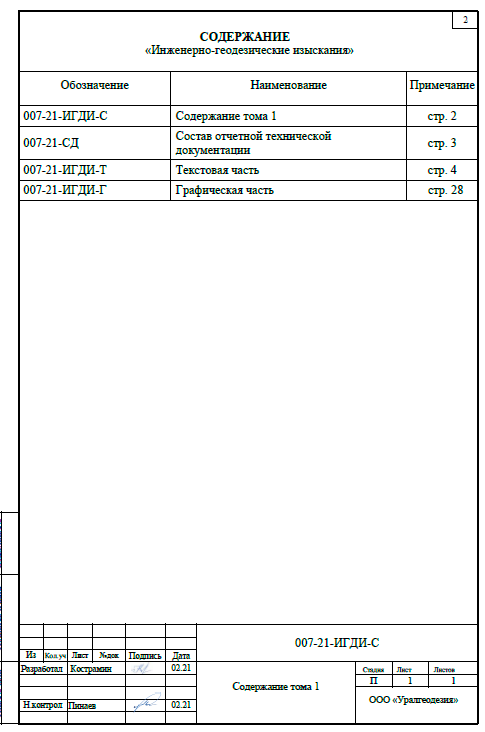 2
СОДЕРЖАНИЕ
«Инженерно-геодезические изыскания»
Обозначение Наименование Примечание
007-21-ИГДИ-С Содержание тома 1 стр. 2
007-21-СД Состав отчетной технической
документации стр. 3
007-21-ИГДИ-Т Текстовая часть стр. 4
007-21-ИГДИ-Г Графическая часть стр. 28
007-21-ИГДИ-С
Из Кол.уч Лист №док Подпись Дата
Разработал Кострамин 02.21
Содержание тома 1
Стадия Лист Листов
П 1 1
Н.контрол Пинаев 02.21
ООО «Уралгеодезия»